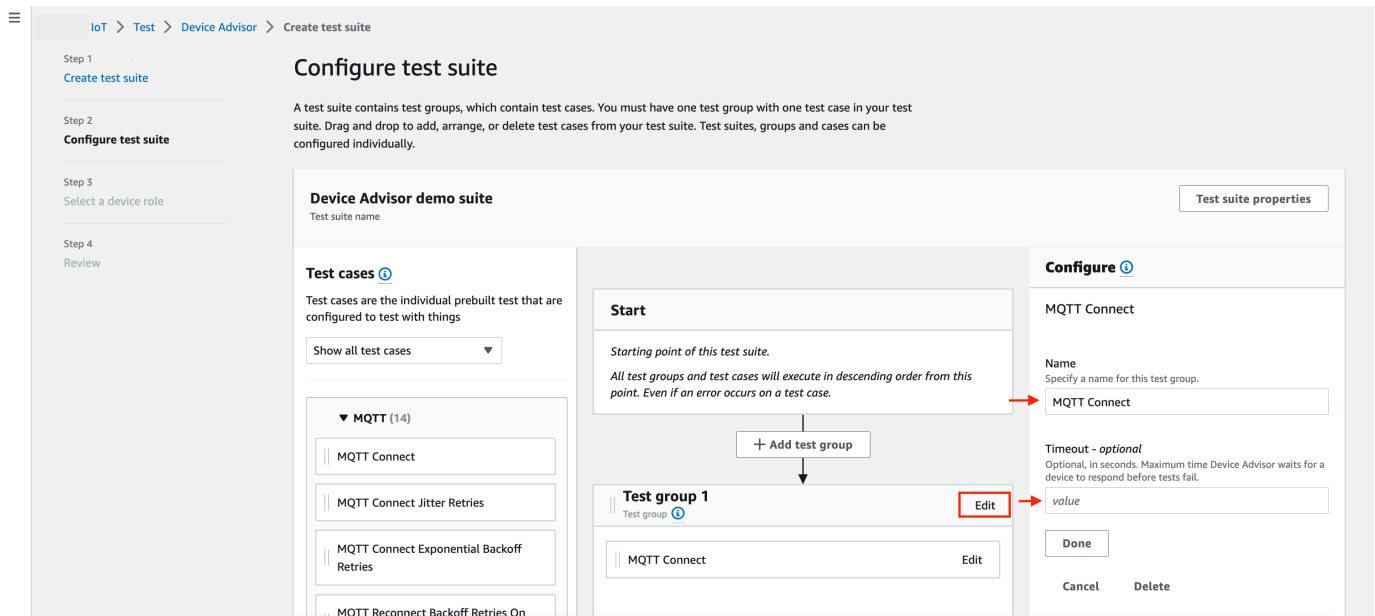 IoT > Test > Device Advisor > Create test suite
Step 1
Create test suite
Step 2
Configure test suite
Step 3
Select a device role
Step 4
Review
Configure test suite
A test suite contains test groups, which contain test cases. You must have one test group with one test case in your test
suite. Drag and drop to add, arrange, or delete test cases from your test suite. Test suites, groups and cases can be
configured individually.
Device Advisor demo suite
Test suite name
Test suite properties
Test cases
Test cases are the individual prebuilt test that are
configured to test with things
Show all test cases
MQTT (14)
MQTT Connect
MQTT Connect Jitter Retries
MQTT Connect Exponential Backoff
Retries
MQTT Reconnect Backoff Retries On
Start
Starting point of this test suite.
All test groups and test cases will execute in descending order from this
point. Even if an error occurs on a test case.
+ Add test group
Test group 1
Test group
Edit
MQTT Connect
Edit
Configure
MQTT Connect
Name
Specify a name for this test group.
MQTT Connect
Timeout - optional
Optional, in seconds. Maximum time Device Advisor waits for a
device to respond before tests fail.
value
Done
Cancel
Delete